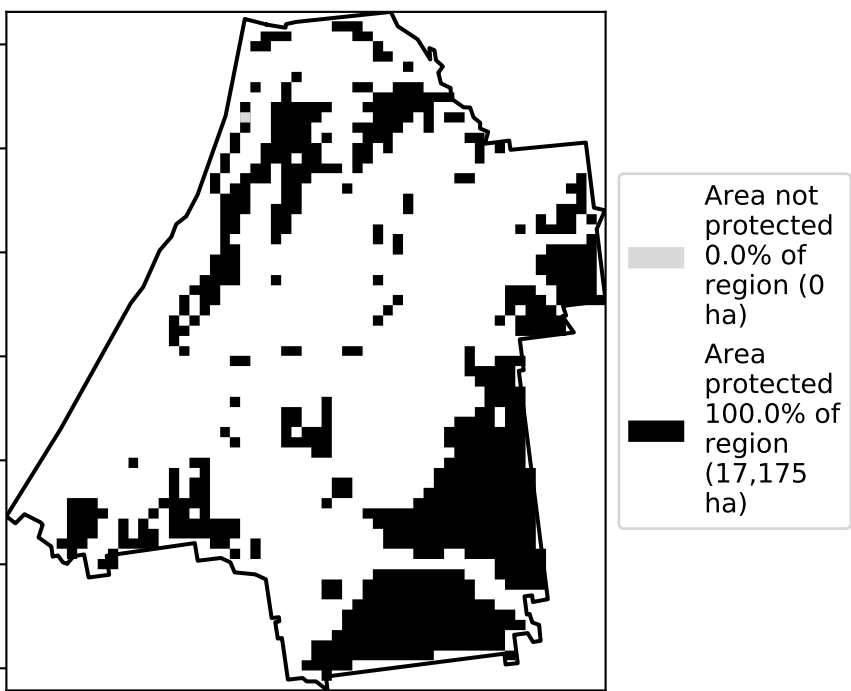 Area not
protected
0.0% of
region (0
ha)
Area
protected
100.0% of
region
(17,175
ha)